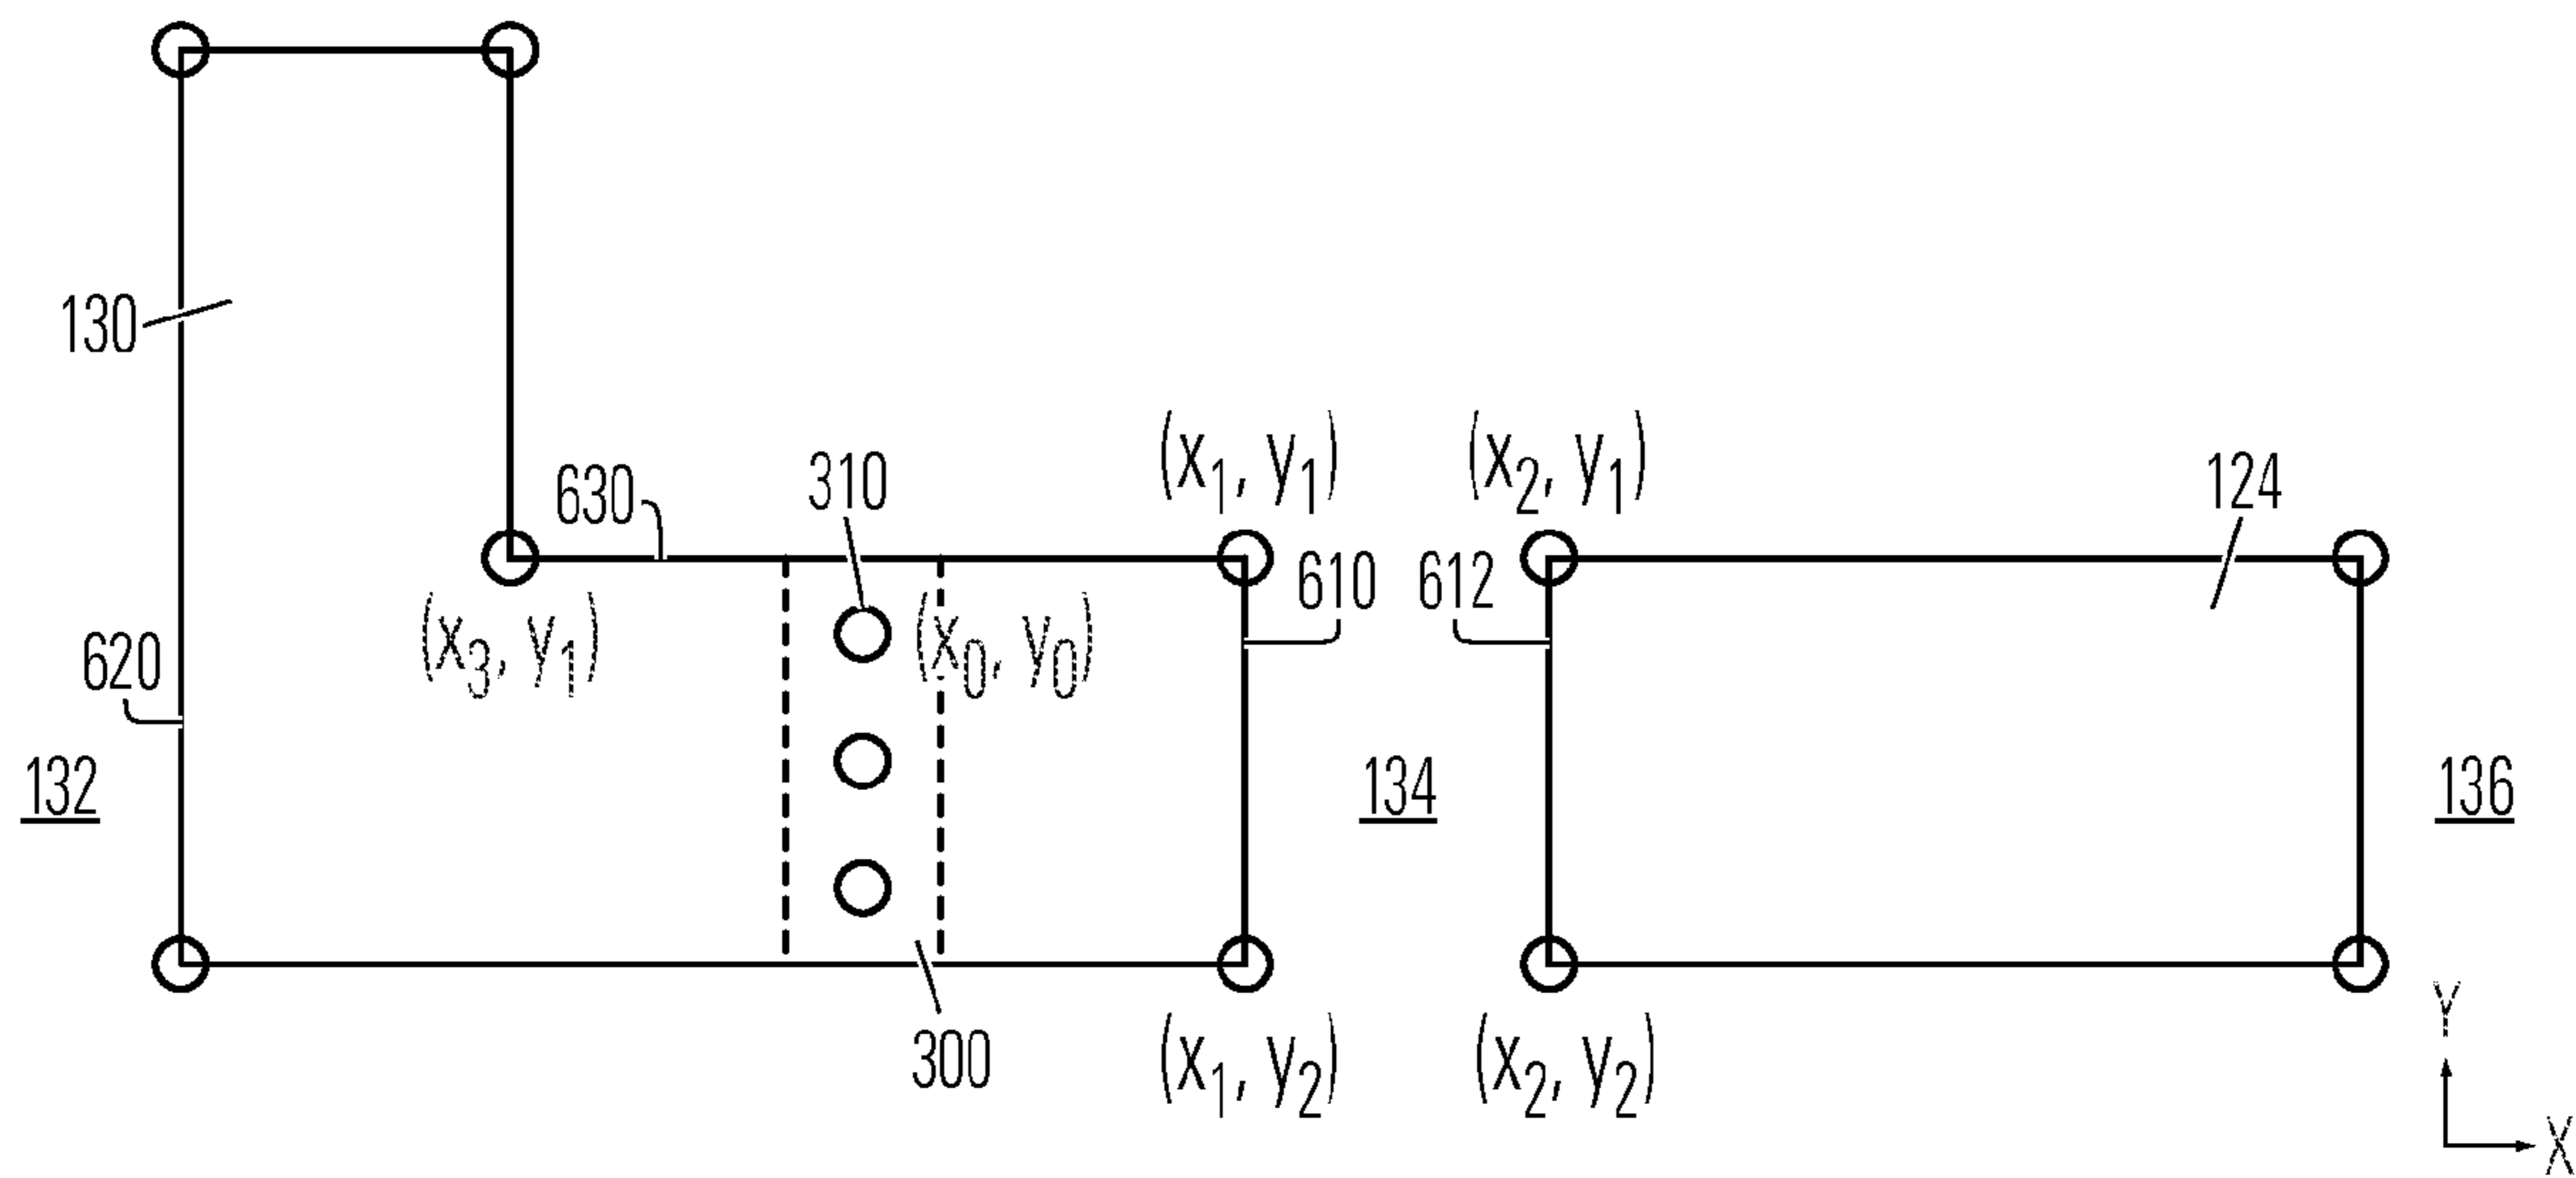 (x1, y1) (x2, y1)
130 630 310 124
610 612
(x3, y1) (x0, y0)
620
132 134 136
300 (x1, y2) (x2, y2)
Y
X